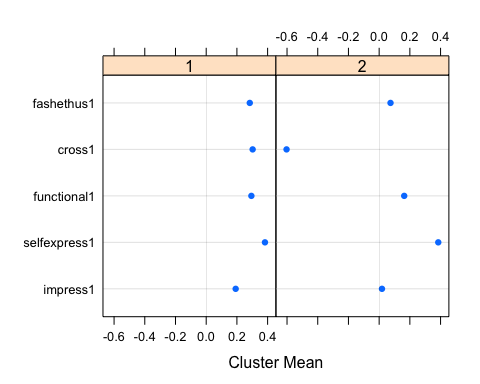 -0.6 -0.4 -0.2 0.0 0.2 0.4
1 2
fashethus1
cross1
functional1
selfexpress1
impress1
-0.6 -0.4 -0.2 0.0 0.2 0.4
Cluster Mean